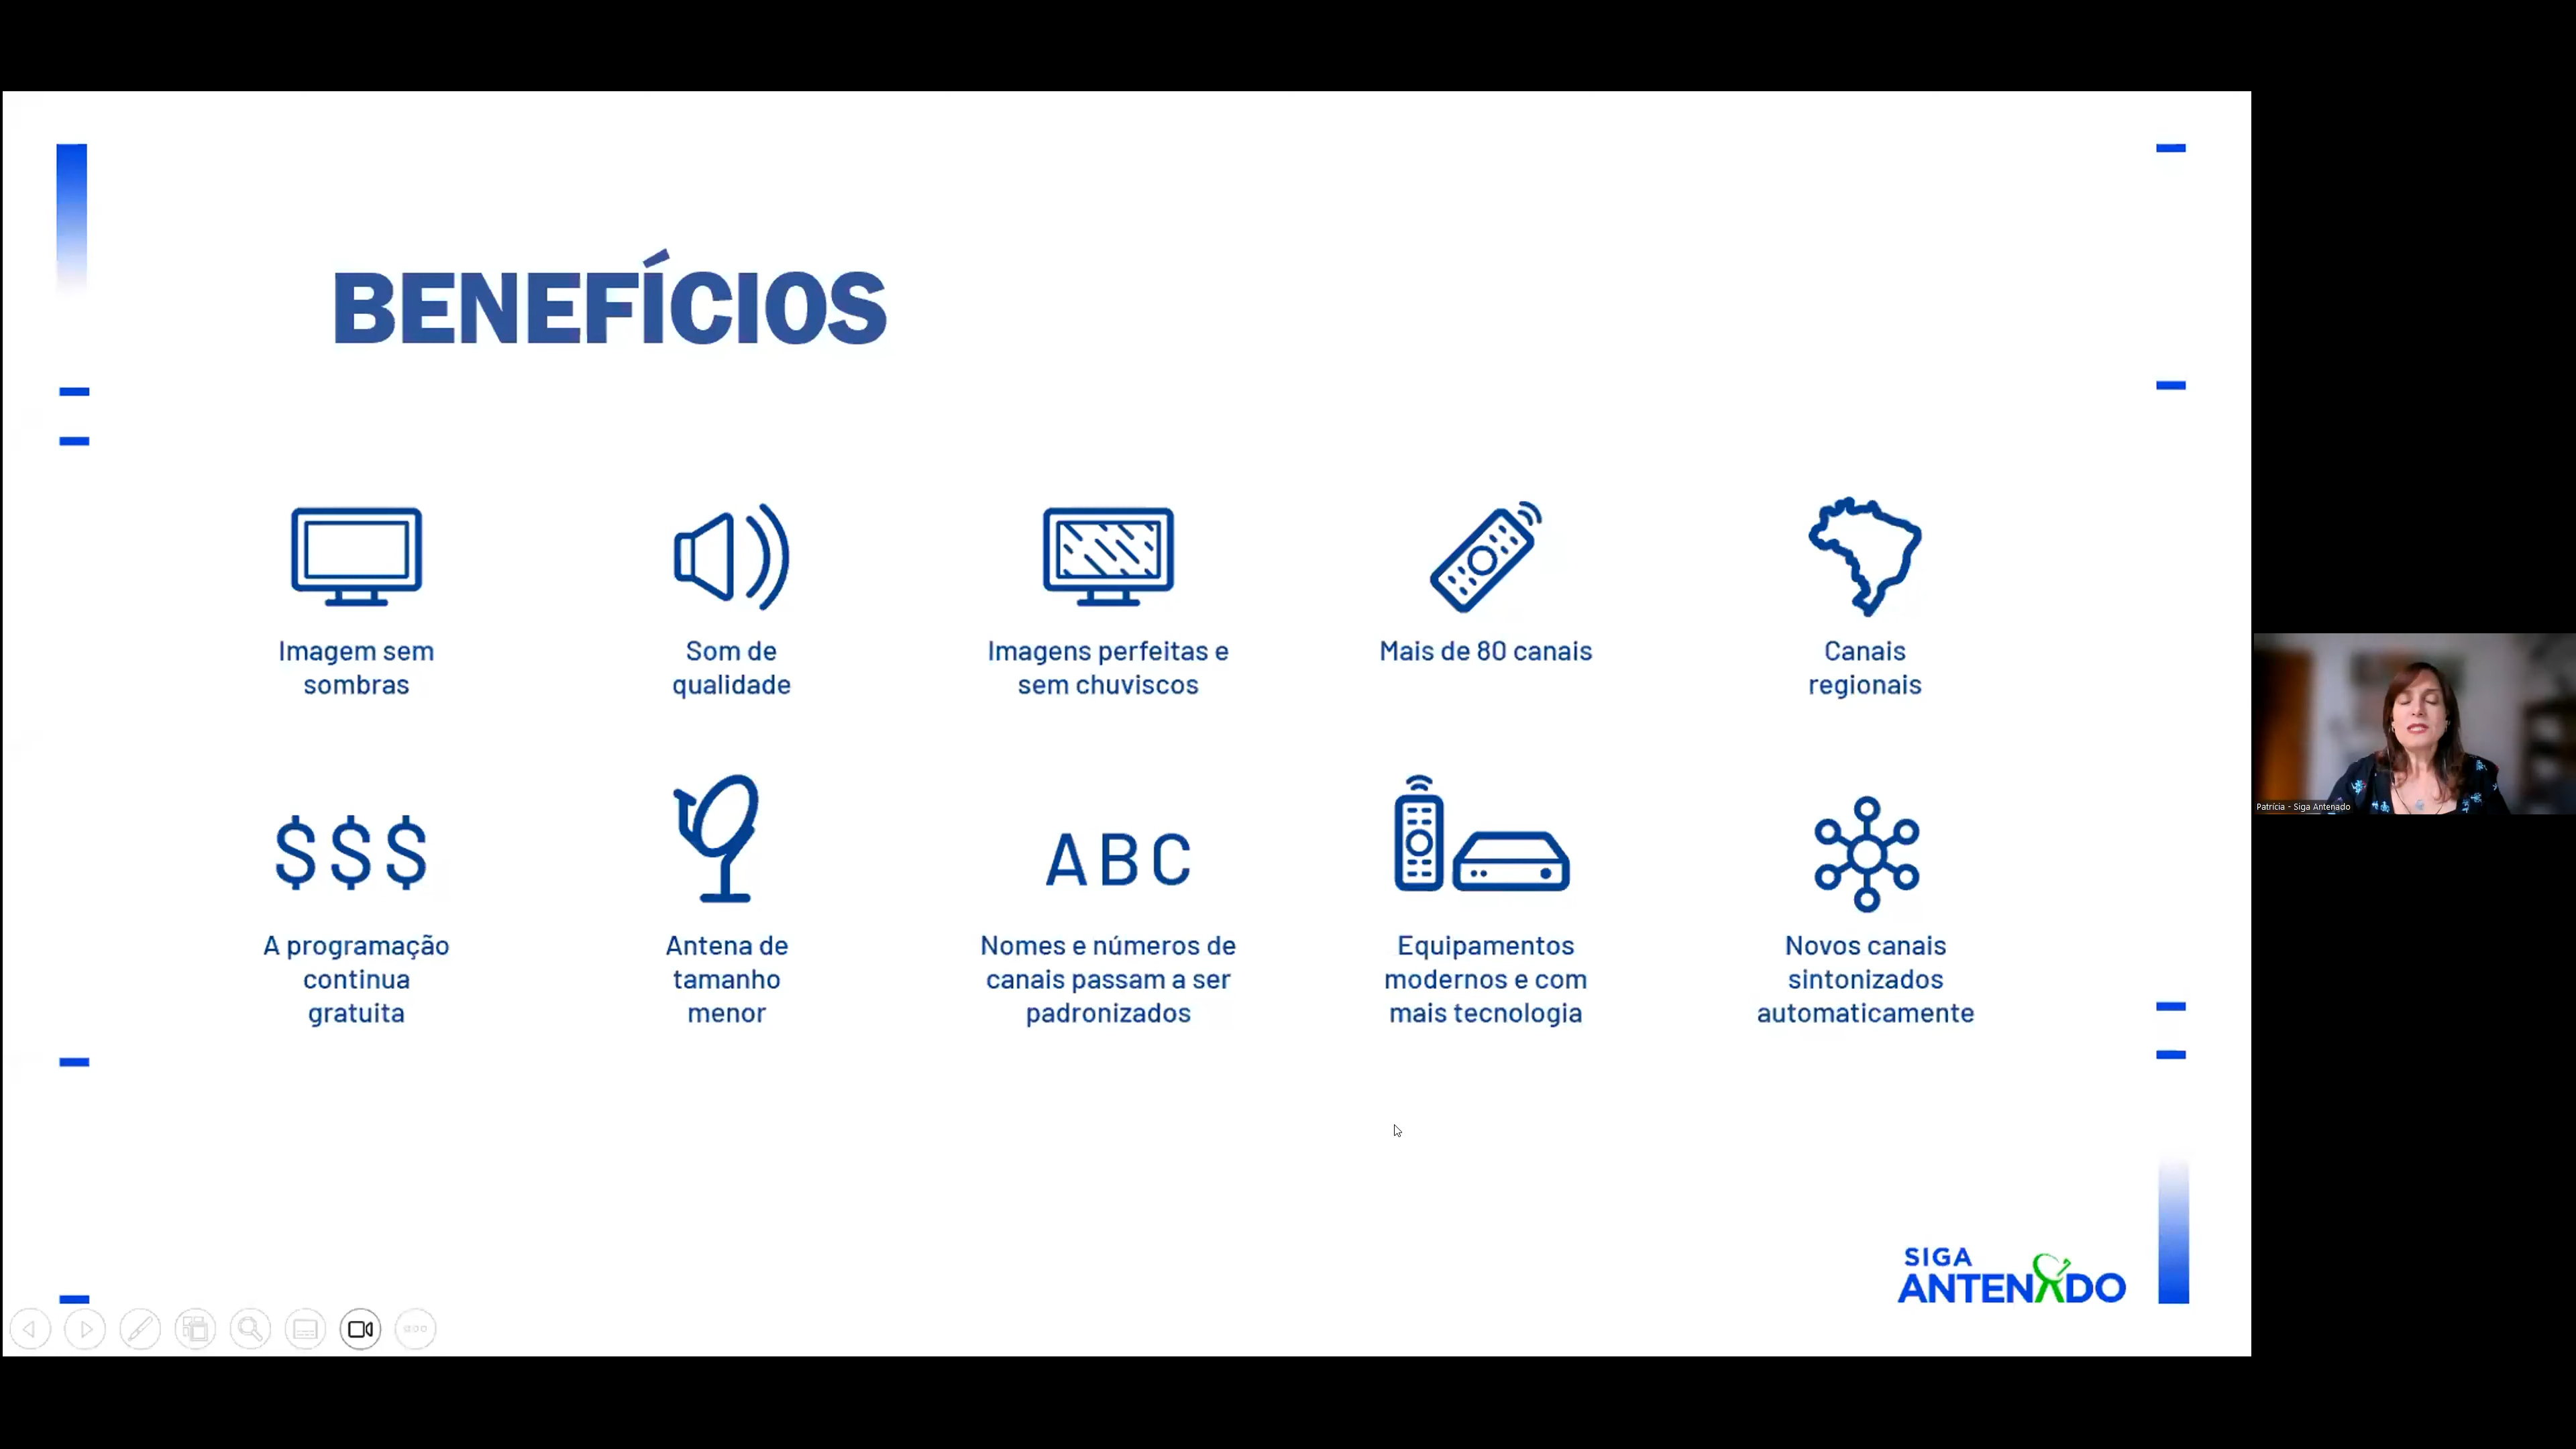 BENEFÍCIOS
Imagem sem
sombras
Som de
qualidade
Imagens perfeitas e
sem chuviscos
Mais de 80 canais
Canais
regionais
$$$
A programação
continua
gratuita
Antena de
tamanho
menor
ABC
Nomes e números de
canais passam a ser
padronizados
Equipamentos
modernos e com
mais tecnologia
Novos canais
sintonizados
automaticamente
Patrícia - Siga Antenado
SIGA
ANTENADO